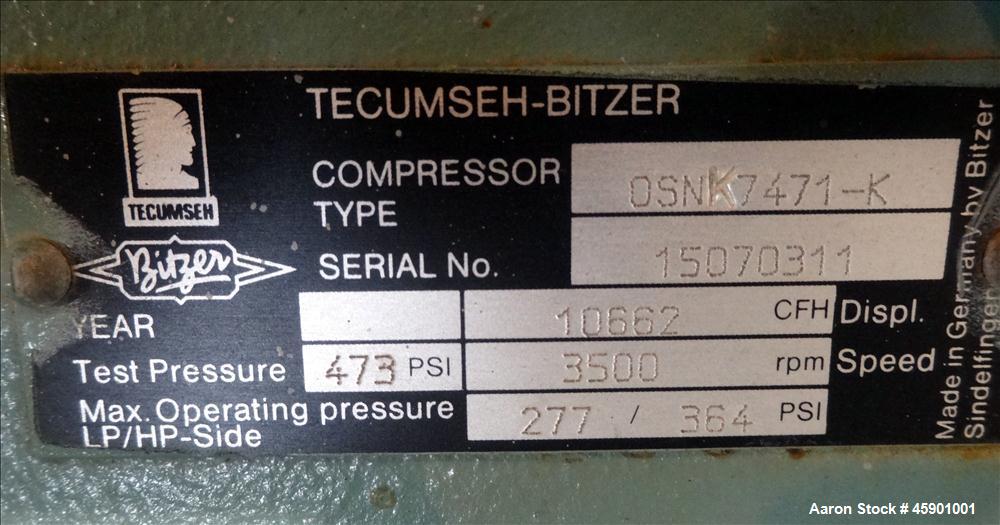 TECUMSEH-BITZER
TECUMSEH
Bitzer
COMPRESSOR TYPE OSNK7471-K
SERIAL No. 15070311
YEAR
10662 CFH Displ.
Test Pressure 473 PSI
3500 rpm Speed
Max. Operating pressure
LP/HP-Side
277 / 364 PSI
Made in Germany by Bitzer
Sindelfingen
Aaron Stock # 45901001